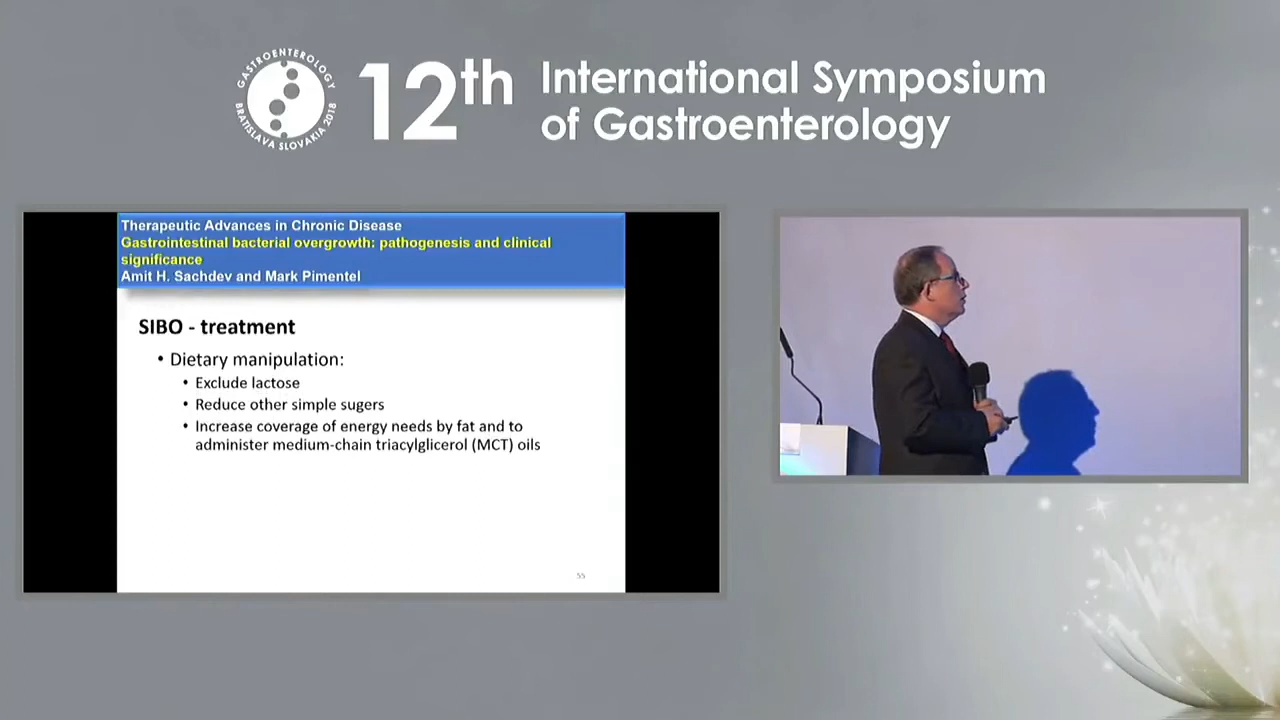 GASTROENTEROLOGY
BRATISLAVA SLOVAKIA 2018
12th
International Symposium
of Gastroenterology
Therapeutic Advances in Chronic Disease
Gastrointestinal bacterial overgrowth: pathogenesis and clinical
significance
Amit H. Sachdev and Mark Pimentel
SIBO - treatment
• Dietary manipulation:
• Exclude lactose
• Reduce other simple sugers
• Increase coverage of energy needs by fat and to
administer medium-chain triacylglicerol (MCT) oils
55